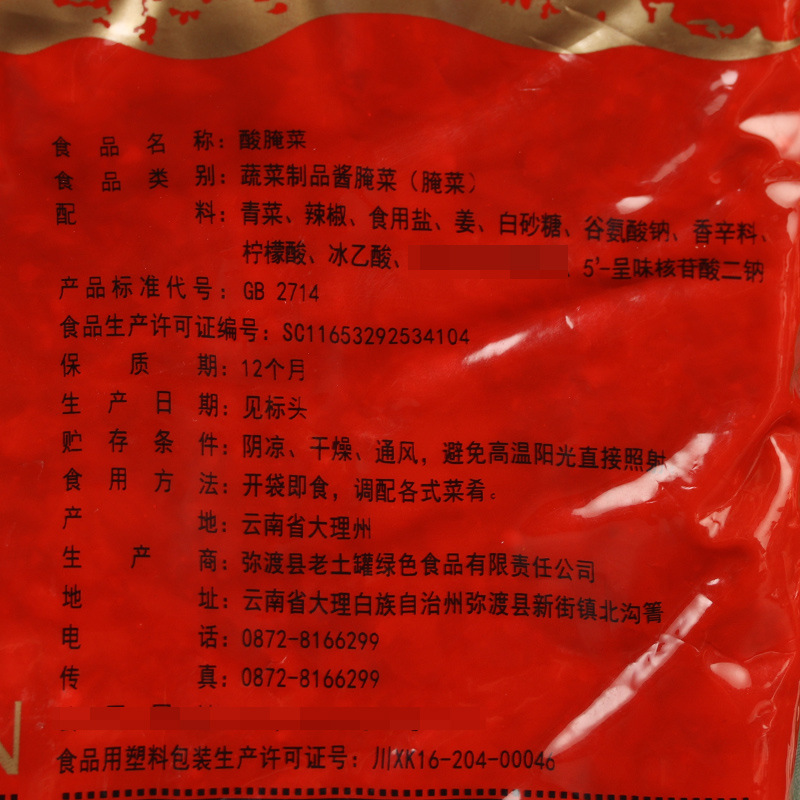 食品名称：酸腌菜
食品类别：蔬菜制品酱腌菜（腌菜）
配料：青菜、辣椒、食用盐、姜、白砂糖、谷氨酸钠、香辛料、
柠檬酸、冰乙酸、 、5'-呈味核苷酸二钠
产品标准代号：GB 2714
食品生产许可证编号：SC11653292534104
保质期：12个月
生产日期：见标头
贮存条件：阴凉、干燥、通风，避免高温阳光直接照射
食用方法：开袋即食，调配各式菜肴。
产地：云南省大理州
生产商：弥渡县老土罐绿色食品有限责任公司
地址：云南省大理白族自治州弥渡县新街镇北沟箐
电话：0872-8166299
传真：0872-8166299
食品用塑料包装生产许可证号：川XK16-204-00046
N